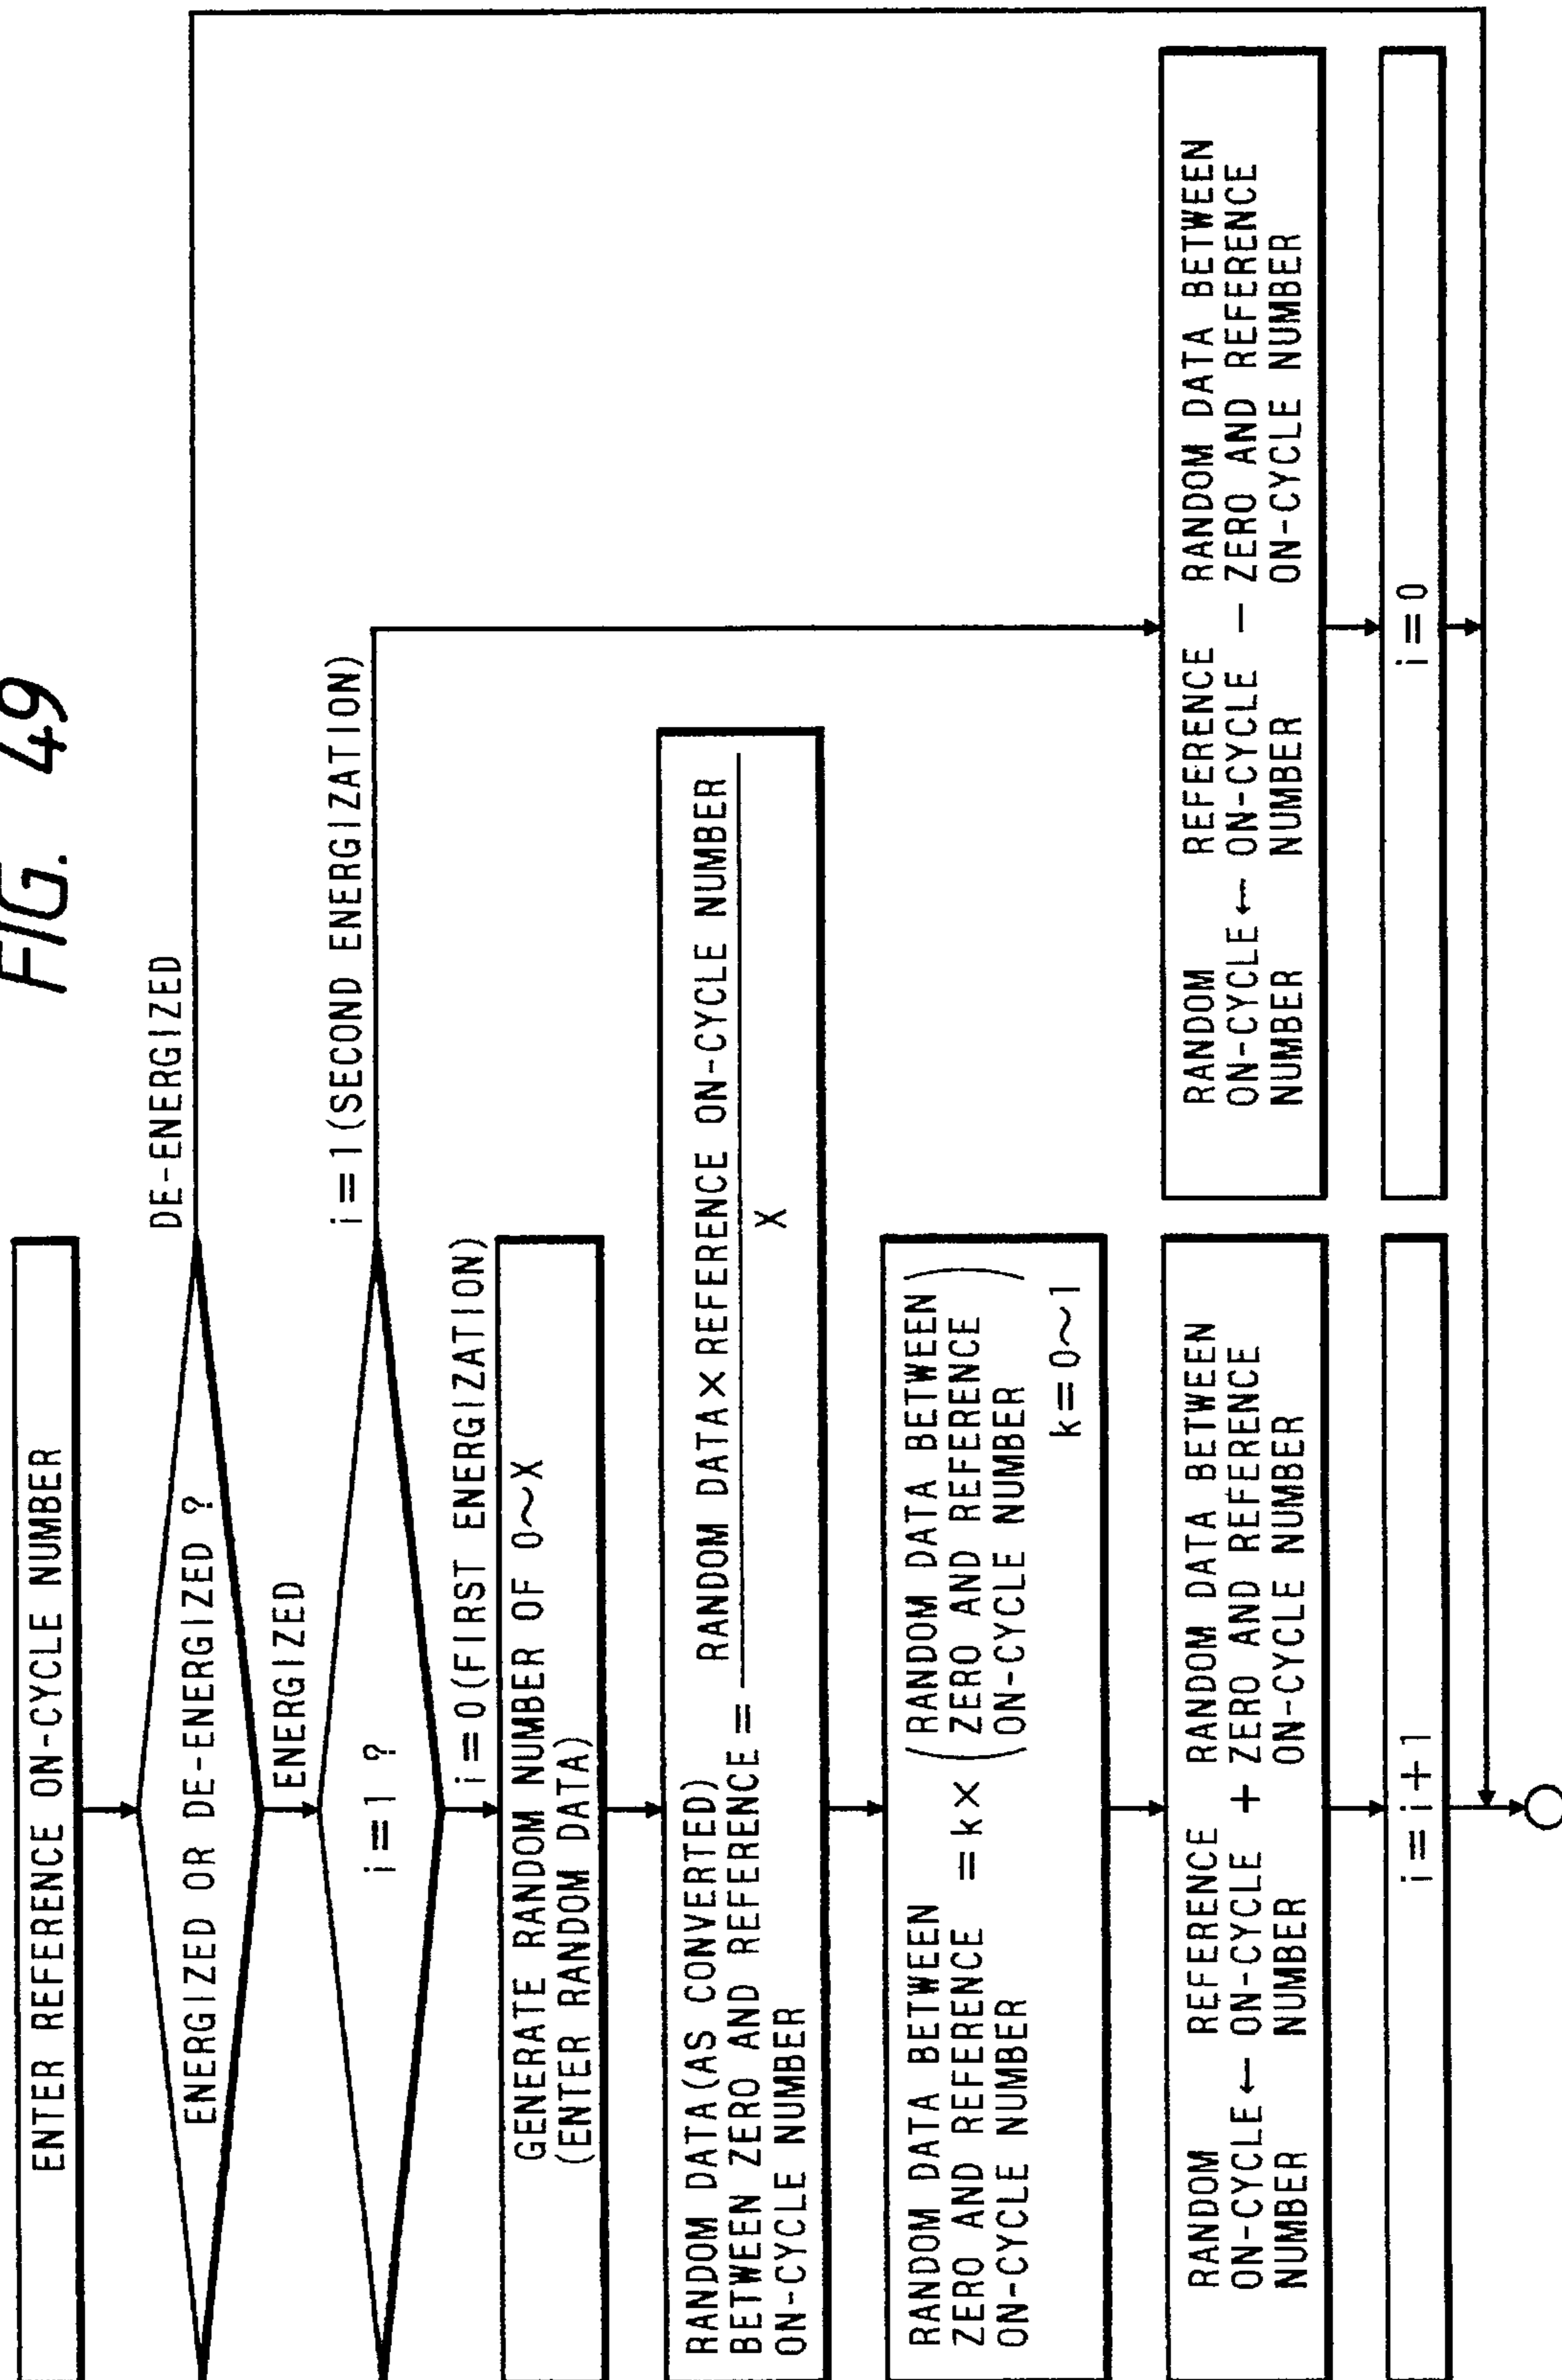 FIG. 49
ENTER REFERENCE ON-CYCLE NUMBER
ENERGIZED OR DE-ENERGIZED ?
DE-ENERGIZED
ENERGIZED
i=1 ?
i=1(SECOND ENERGIZATION)
i=0(FIRST ENERGIZATION)
GENERATE RANDOM NUMBER OF 0~X
(ENTER RANDOM DATA)
RANDOM DATA(AS CONVERTED)
BETWEEN ZERO AND REFERENCE =
ON-CYCLE NUMBER
RANDOM DATA×REFERENCE ON-CYCLE NUMBER
X
RANDOM DATA BETWEEN
ZERO AND REFERENCE
ON-CYCLE NUMBER
=k×
(RANDOM DATA BETWEEN
ZERO AND REFERENCE
ON-CYCLE NUMBER)
k=0~1
RANDOM REFERENCE RANDOM DATA BETWEEN
ON-CYCLE← ON-CYCLE + ZERO AND REFERENCE
NUMBER NUMBER ON-CYCLE NUMBER
i=i+1
RANDOM REFERENCE RANDOM DATA BETWEEN
ON-CYCLE← ON-CYCLE − ZERO AND REFERENCE
NUMBER NUMBER ON-CYCLE NUMBER
i=0